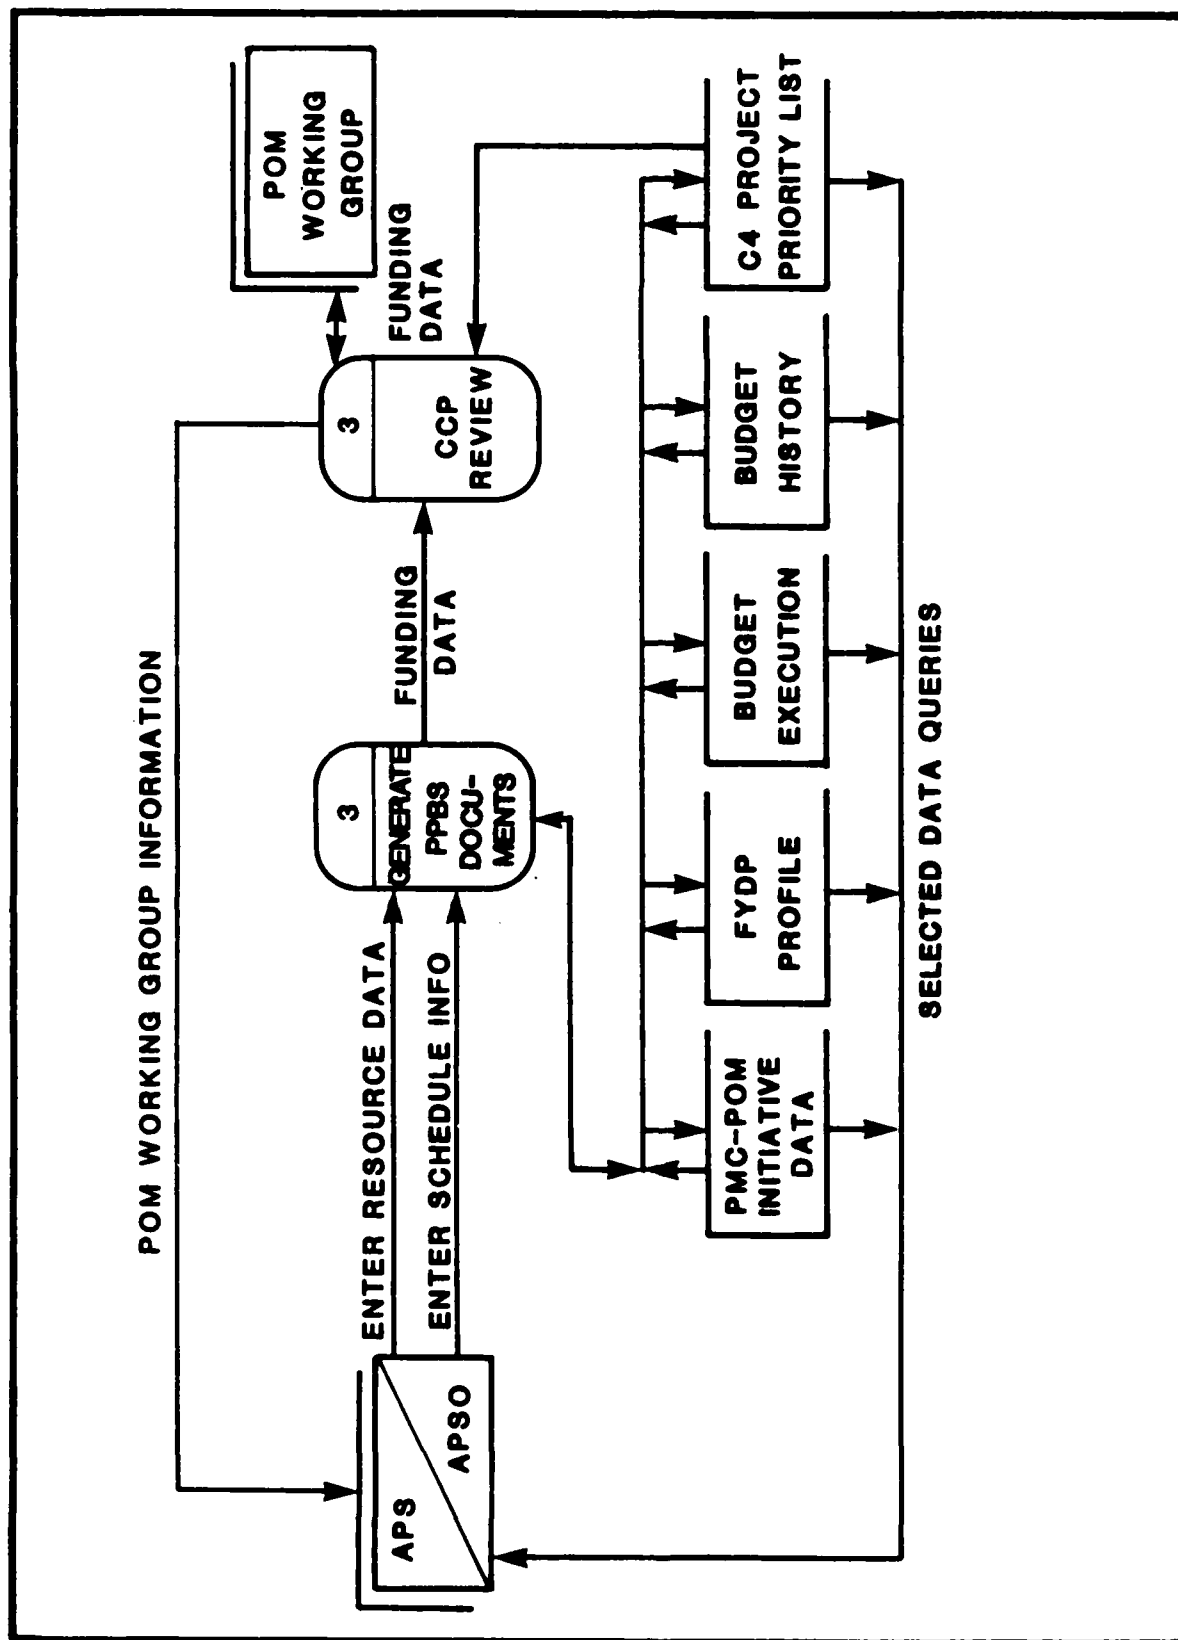 POM WORKING GROUP INFORMATION
APS
APSO
ENTER RESOURCE DATA
ENTER SCHEDULE INFO
3
GENERATE
PPBS
DOCU-
MENTS
FUNDING
DATA
3
CCP
REVIEW
FUNDING
DATA
POM
WORKING
GROUP
PMC-POM
INITIATIVE
DATA
FYDP
PROFILE
BUDGET
EXECUTION
BUDGET
HISTORY
C4 PROJECT
PRIORITY LIST
SELECTED DATA QUERIES